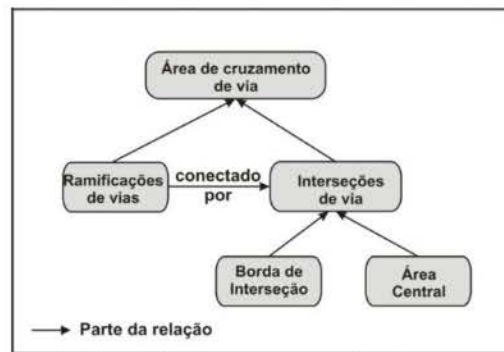 Área de cruzamento
de via
Ramificações
de vias
conectado
por
Interseções
de via
Borda de
Interseção
Área
Central
Parte da relação